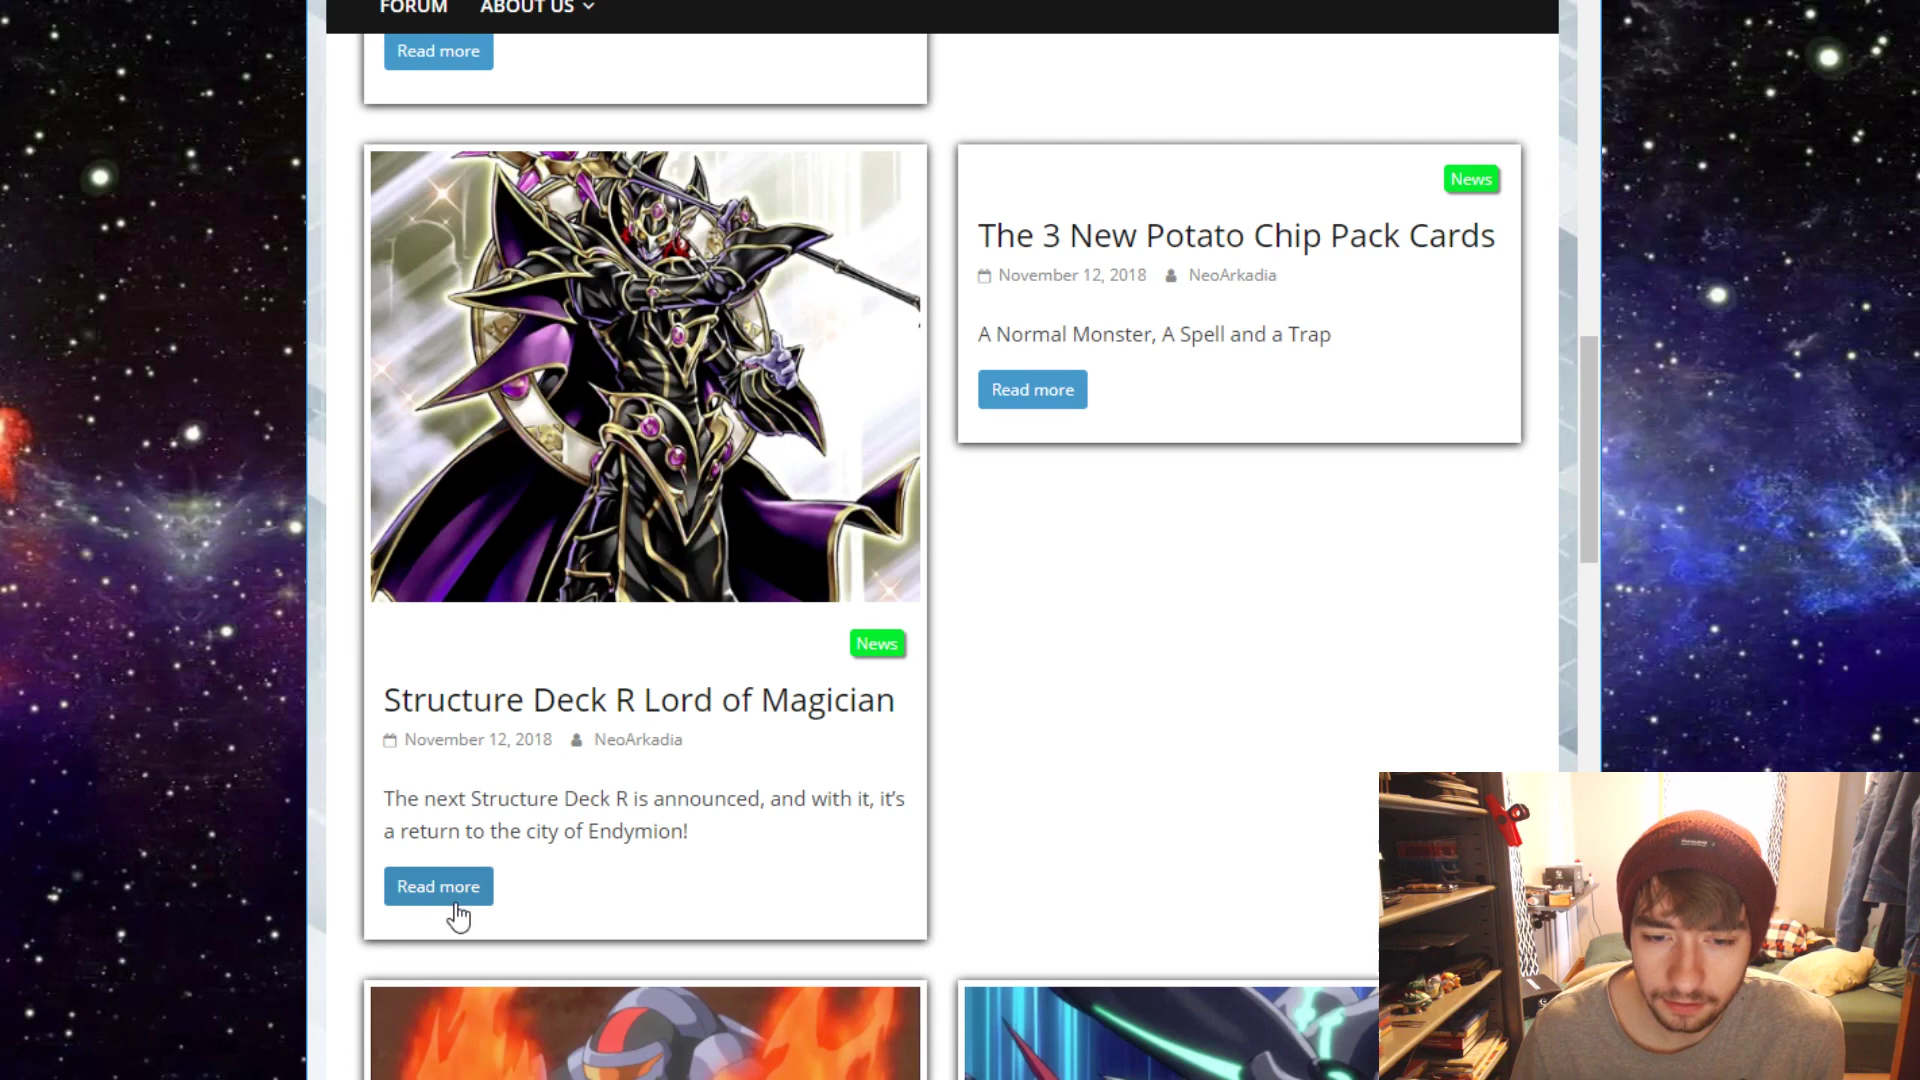 FORUM ABOUT US
Read more
News
The 3 New Potato Chip Pack Cards
November 12, 2018 NeoArkadia
A Normal Monster, A Spell and a Trap
Read more
News
Structure Deck R Lord of Magician
November 12, 2018 NeoArkadia
The next Structure Deck R is announced, and with it, it's
a return to the city of Endymion!
Read more